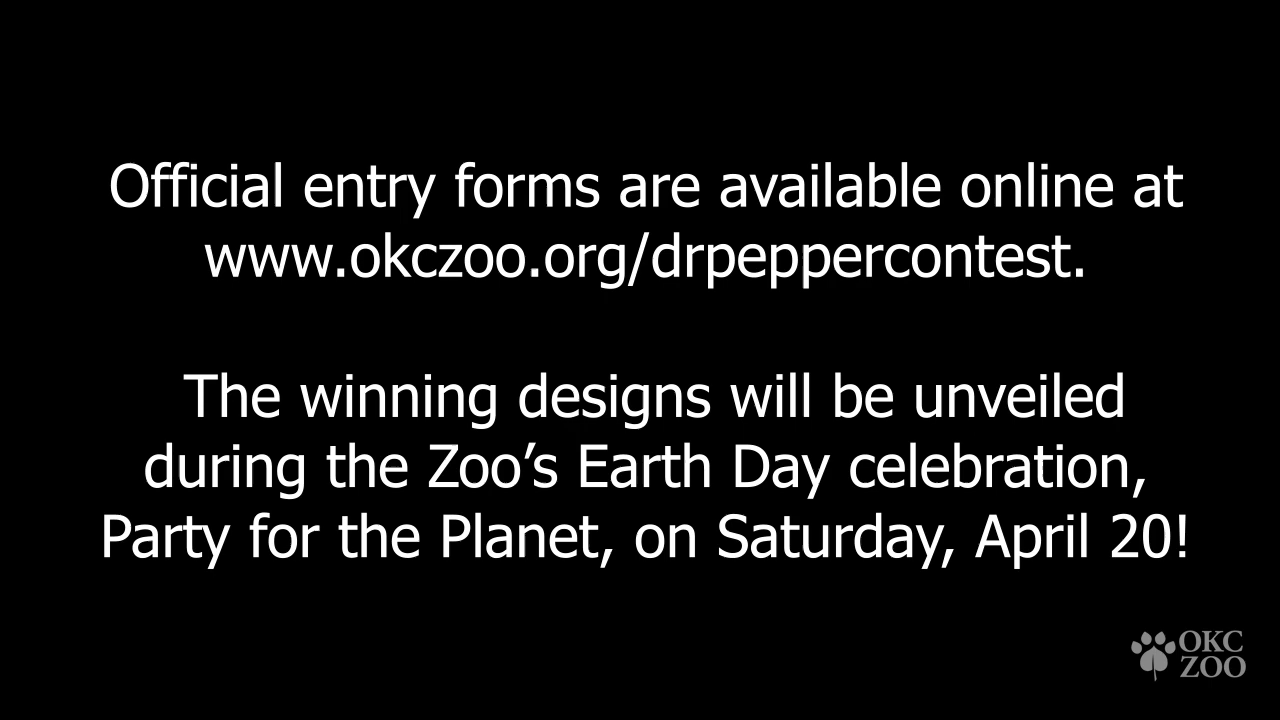 Official entry forms are available online at
www.okczoo.org/drpeppercontest.
The winning designs will be unveiled
during the Zoo’s Earth Day celebration,
Party for the Planet, on Saturday, April 20!
OKC
ZOO